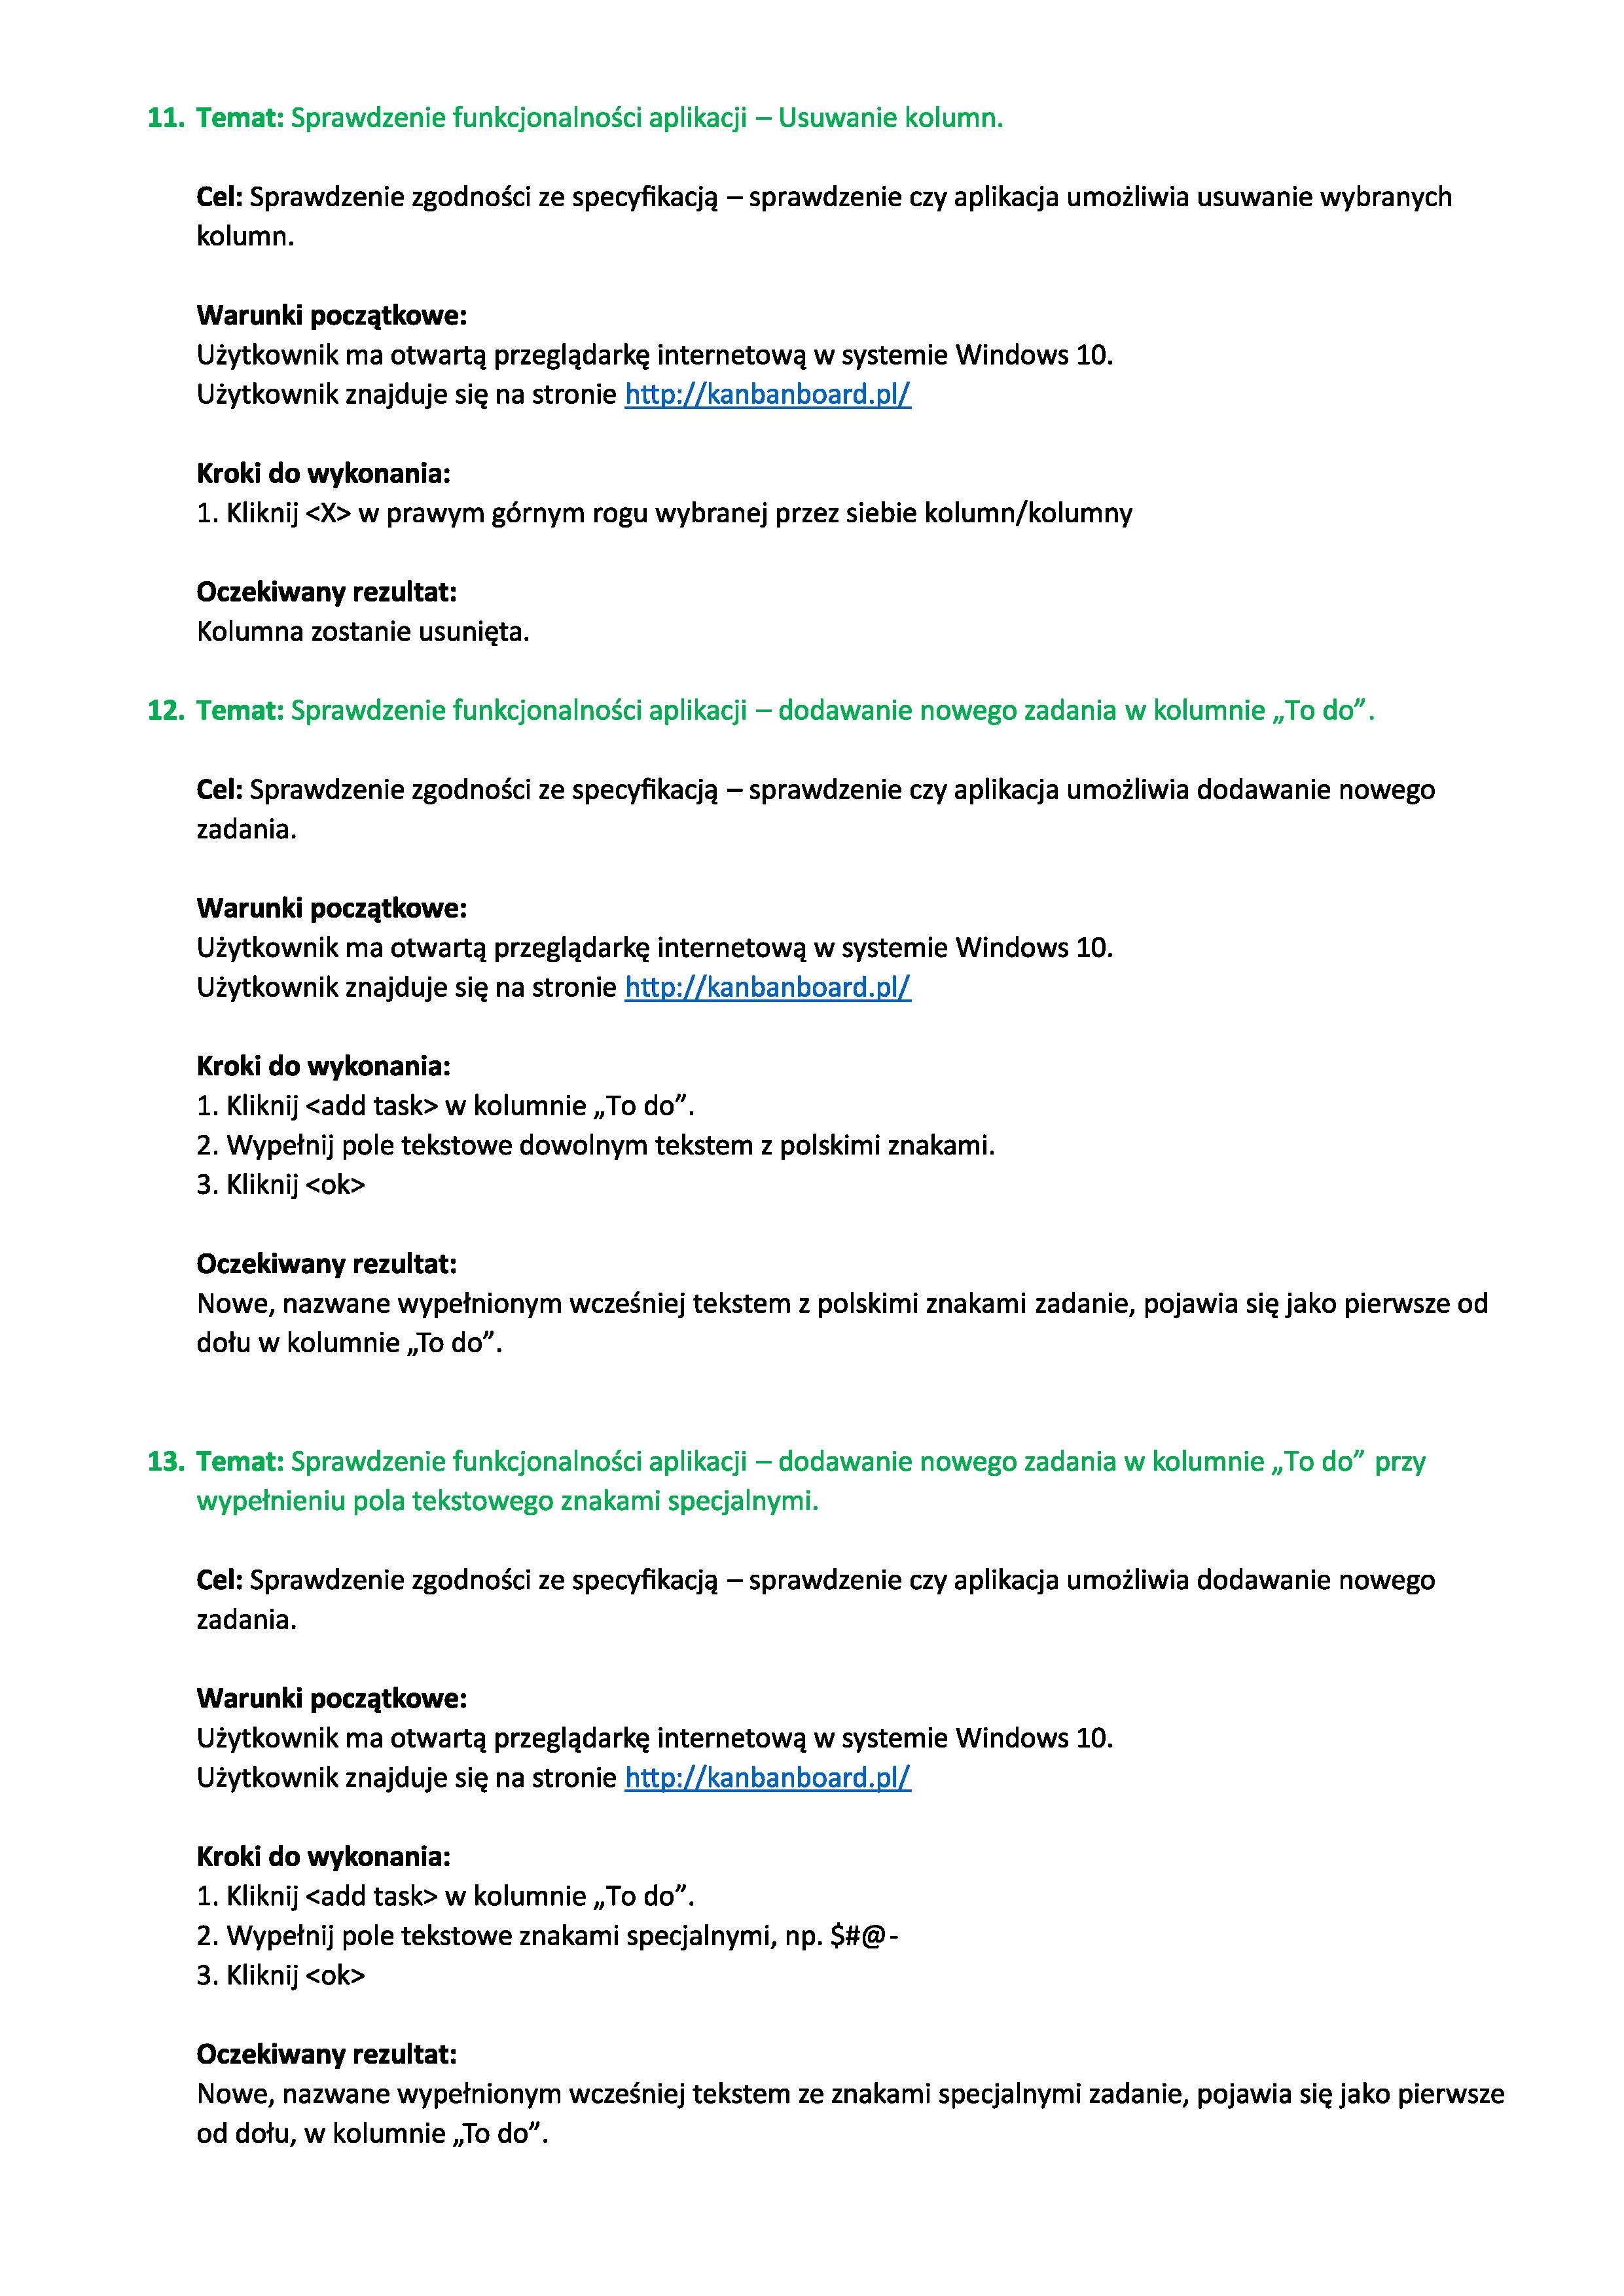 11. Temat: Sprawdzenie funkcjonalności aplikacji – Usuwanie kolumn.
Cel: Sprawdzenie zgodności ze specyfikacją – sprawdzenie czy aplikacja umożliwia usuwanie wybranych
kolumn.
Warunki początkowe:
Użytkownik ma otwartą przeglądarkę internetową w systemie Windows 10.
Użytkownik znajduje się na stronie http://kanbanboard.pl/
Kroki do wykonania:
1. Kliknij <X> w prawym górnym rogu wybranej przez siebie kolumn/kolumny
Oczekiwany rezultat:
Kolumna zostanie usunięta.
12. Temat: Sprawdzenie funkcjonalności aplikacji – dodawanie nowego zadania w kolumnie „To do”.
Cel: Sprawdzenie zgodności ze specyfikacją – sprawdzenie czy aplikacja umożliwia dodawanie nowego
zadania.
Warunki początkowe:
Użytkownik ma otwartą przeglądarkę internetową w systemie Windows 10.
Użytkownik znajduje się na stronie http://kanbanboard.pl/
Kroki do wykonania:
1. Kliknij <add task> w kolumnie „To do”.
2. Wypełnij pole tekstowe dowolnym tekstem z polskimi znakami.
3. Kliknij <ok>
Oczekiwany rezultat:
Nowe, nazwane wypełnionym wcześniej tekstem z polskimi znakami zadanie, pojawia się jako pierwsze od
dołu w kolumnie „To do”.
13. Temat: Sprawdzenie funkcjonalności aplikacji – dodawanie nowego zadania w kolumnie „To do” przy
wypełnieniu pola tekstowego znakami specjalnymi.
Cel: Sprawdzenie zgodności ze specyfikacją – sprawdzenie czy aplikacja umożliwia dodawanie nowego
zadania.
Warunki początkowe:
Użytkownik ma otwartą przeglądarkę internetową w systemie Windows 10.
Użytkownik znajduje się na stronie http://kanbanboard.pl/
Kroki do wykonania:
1. Kliknij <add task> w kolumnie „To do”.
2. Wypełnij pole tekstowe znakami specjalnymi, np. $#@-
3. Kliknij <ok>
Oczekiwany rezultat:
Nowe, nazwane wypełnionym wcześniej tekstem ze znakami specjalnymi zadanie, pojawia się jako pierwsze
od dołu, w kolumnie „To do”.